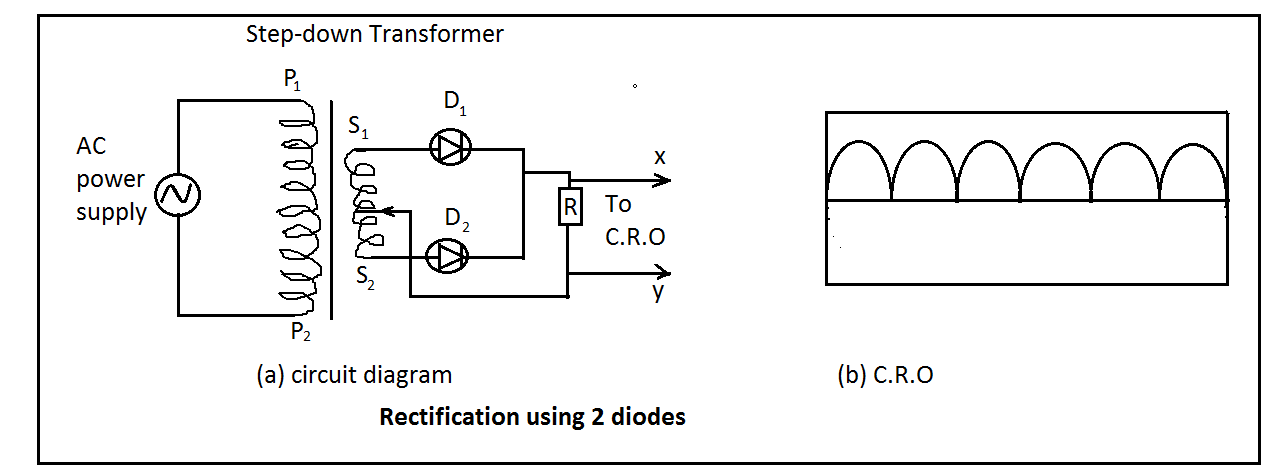 Step-down Transformer
P1
D1
S1
AC
power
supply
x
R
To
C.R.O
D2
S2
y
P2
(a) circuit diagram
(b) C.R.O
Rectification using 2 diodes